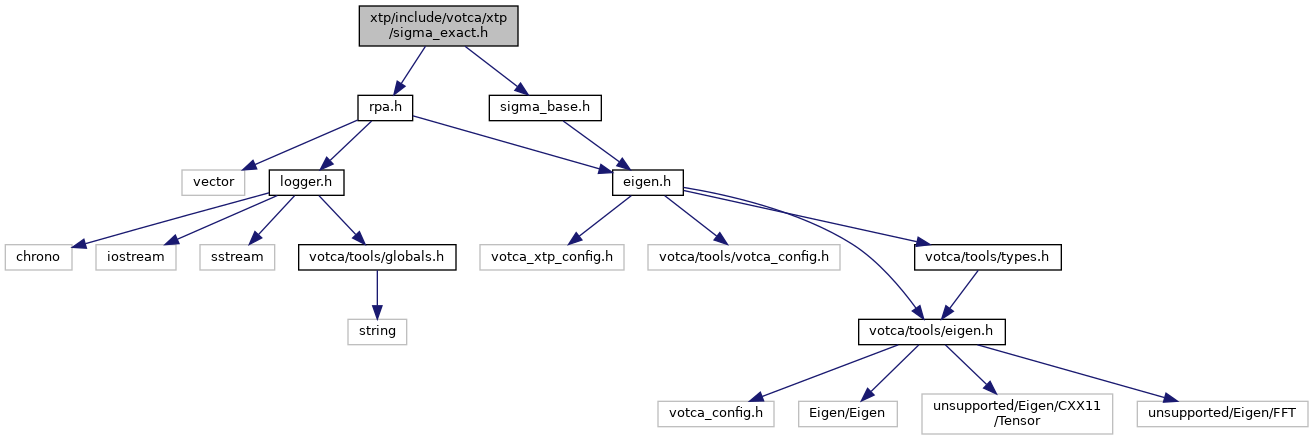 xtp/include/votca/xtp
/sigma_exact.h
rpa.h
sigma_base.h
vector
logger.h
eigen.h
chrono
iostream
sstream
votca/tools/globals.h
votca_xtp_config.h
votca/tools/votca_config.h
votca/tools/types.h
string
votca/tools/eigen.h
votca_config.h
Eigen/Eigen
unsupported/Eigen/CXX11
/Tensor
unsupported/Eigen/FFT